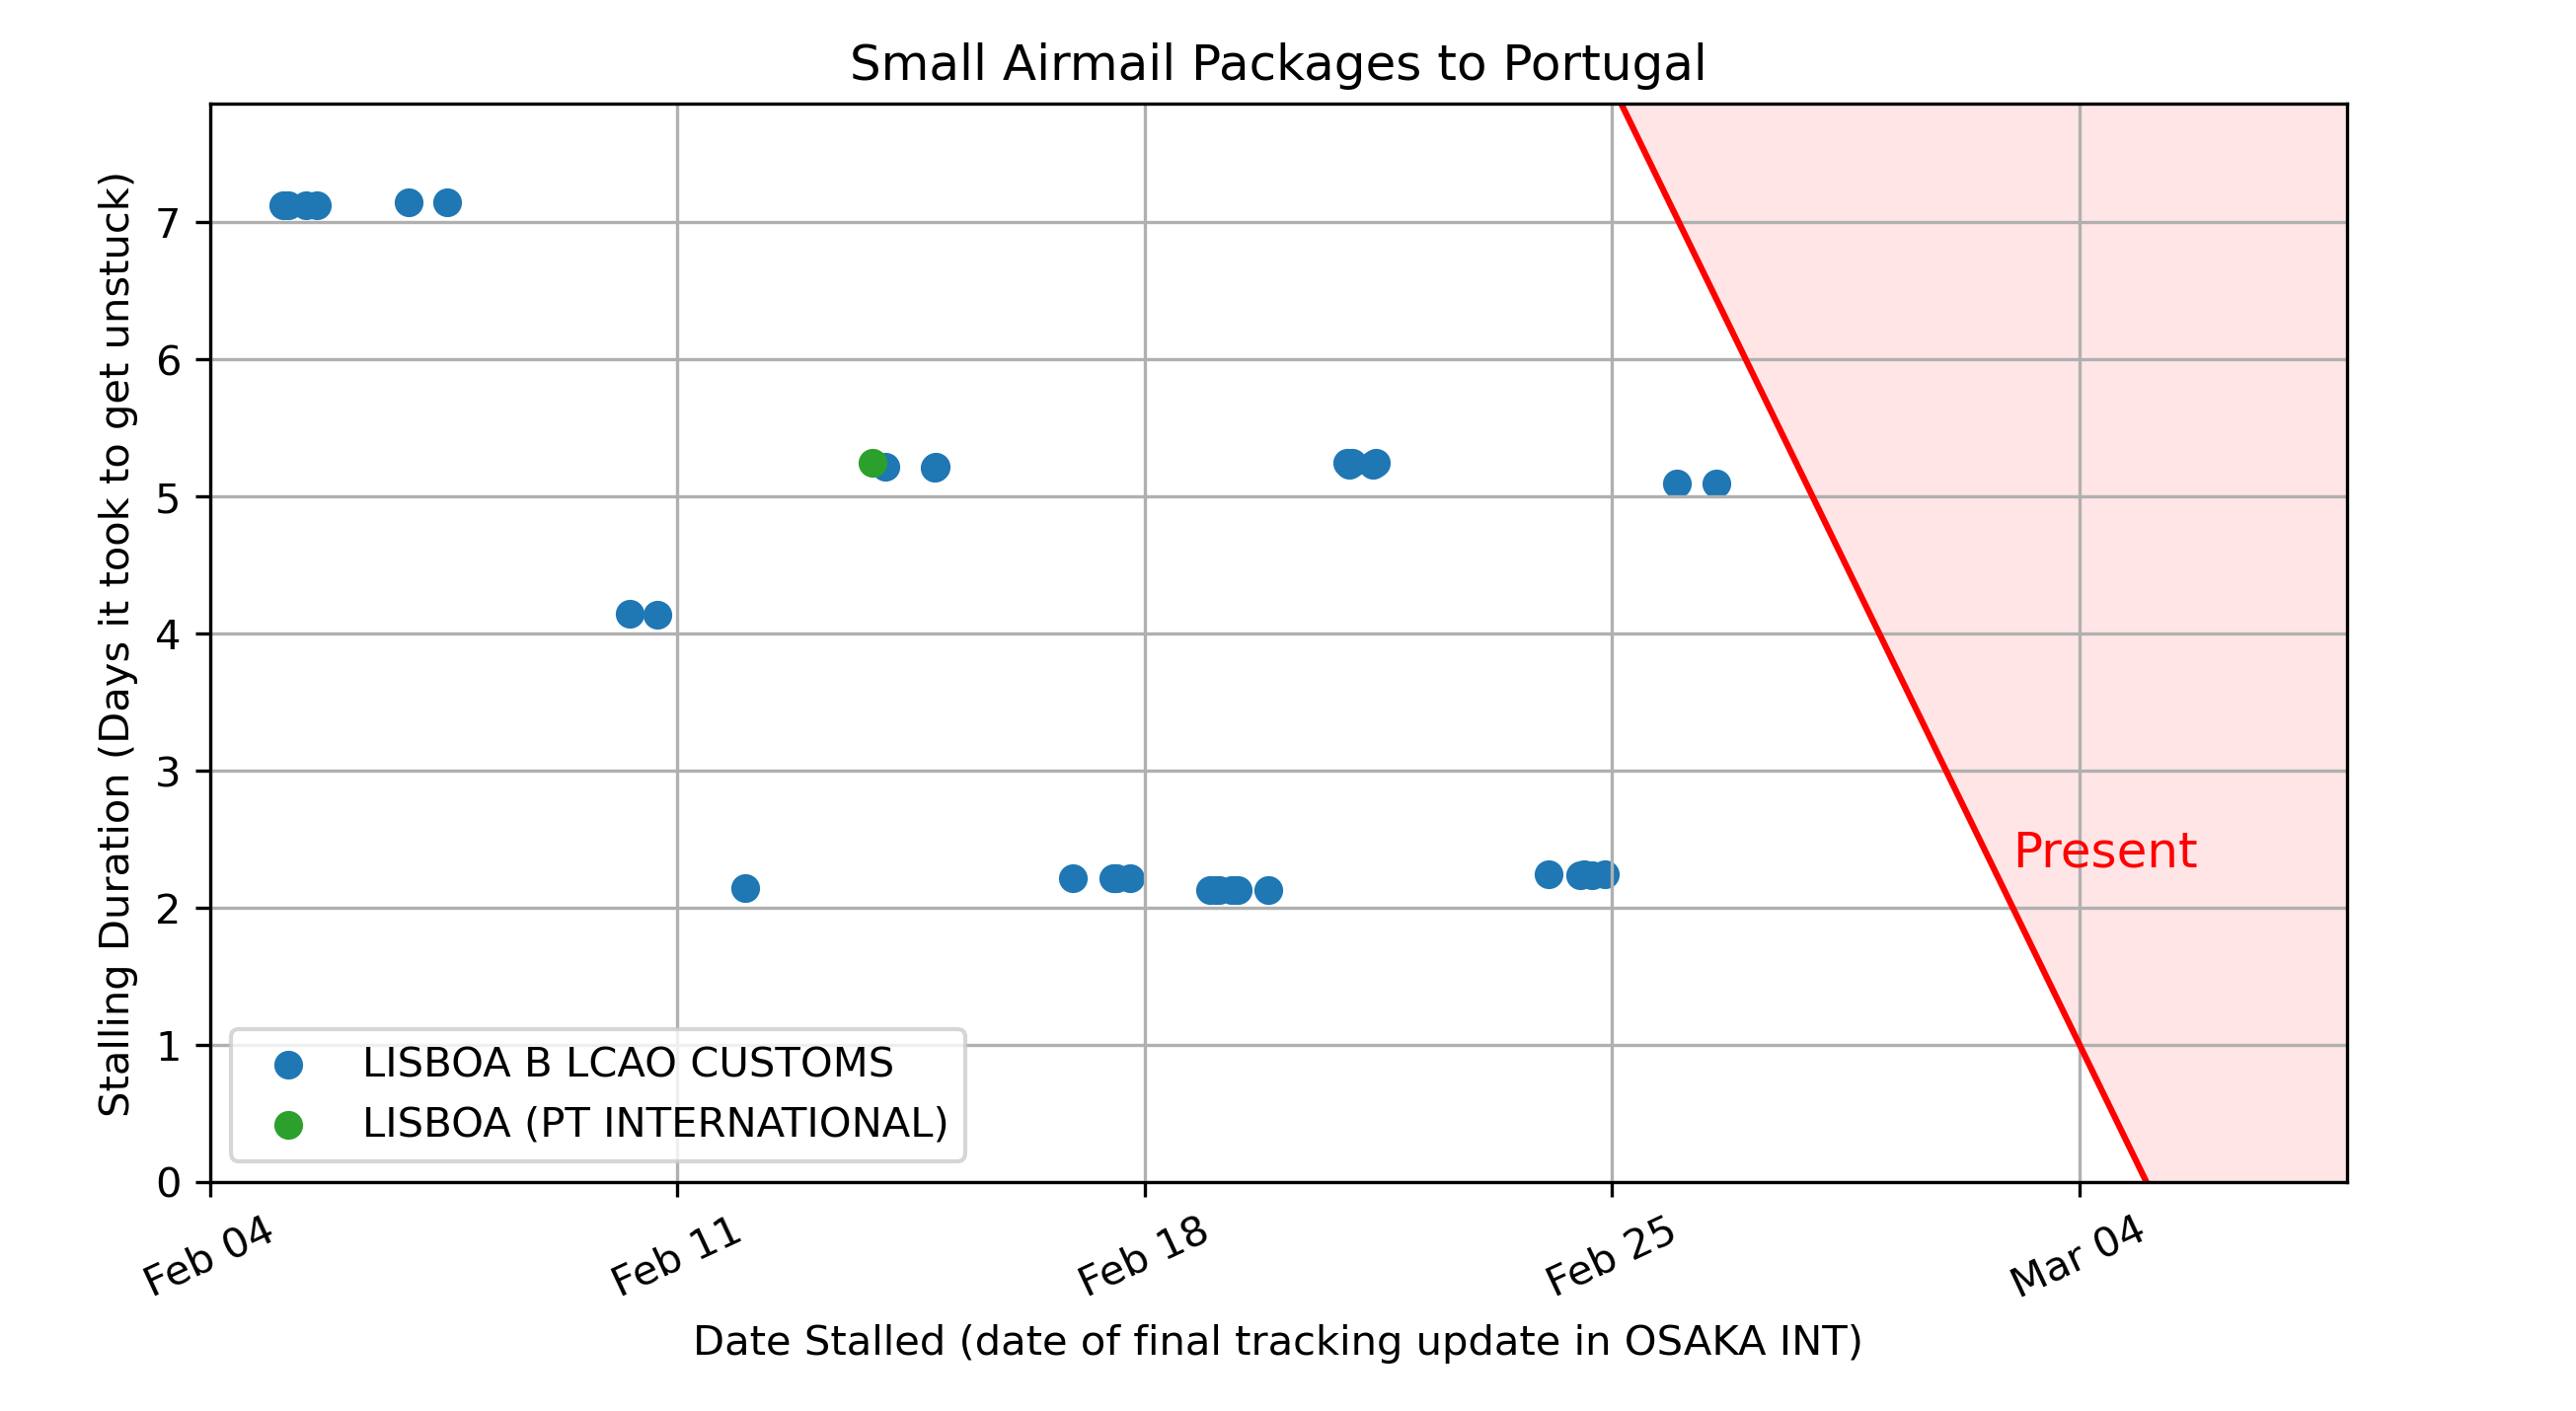 Small Airmail Packages to Portugal
Stalling Duration (Days it took to get unstuck)
7
6
5
4
3
2
1
0
Present
LISBOA B LCAO CUSTOMS
LISBOA (PT INTERNATIONAL)
Feb 04
Feb 11
Feb 18
Feb 25
Mar 04
Date Stalled (date of final tracking update in OSAKA INT)